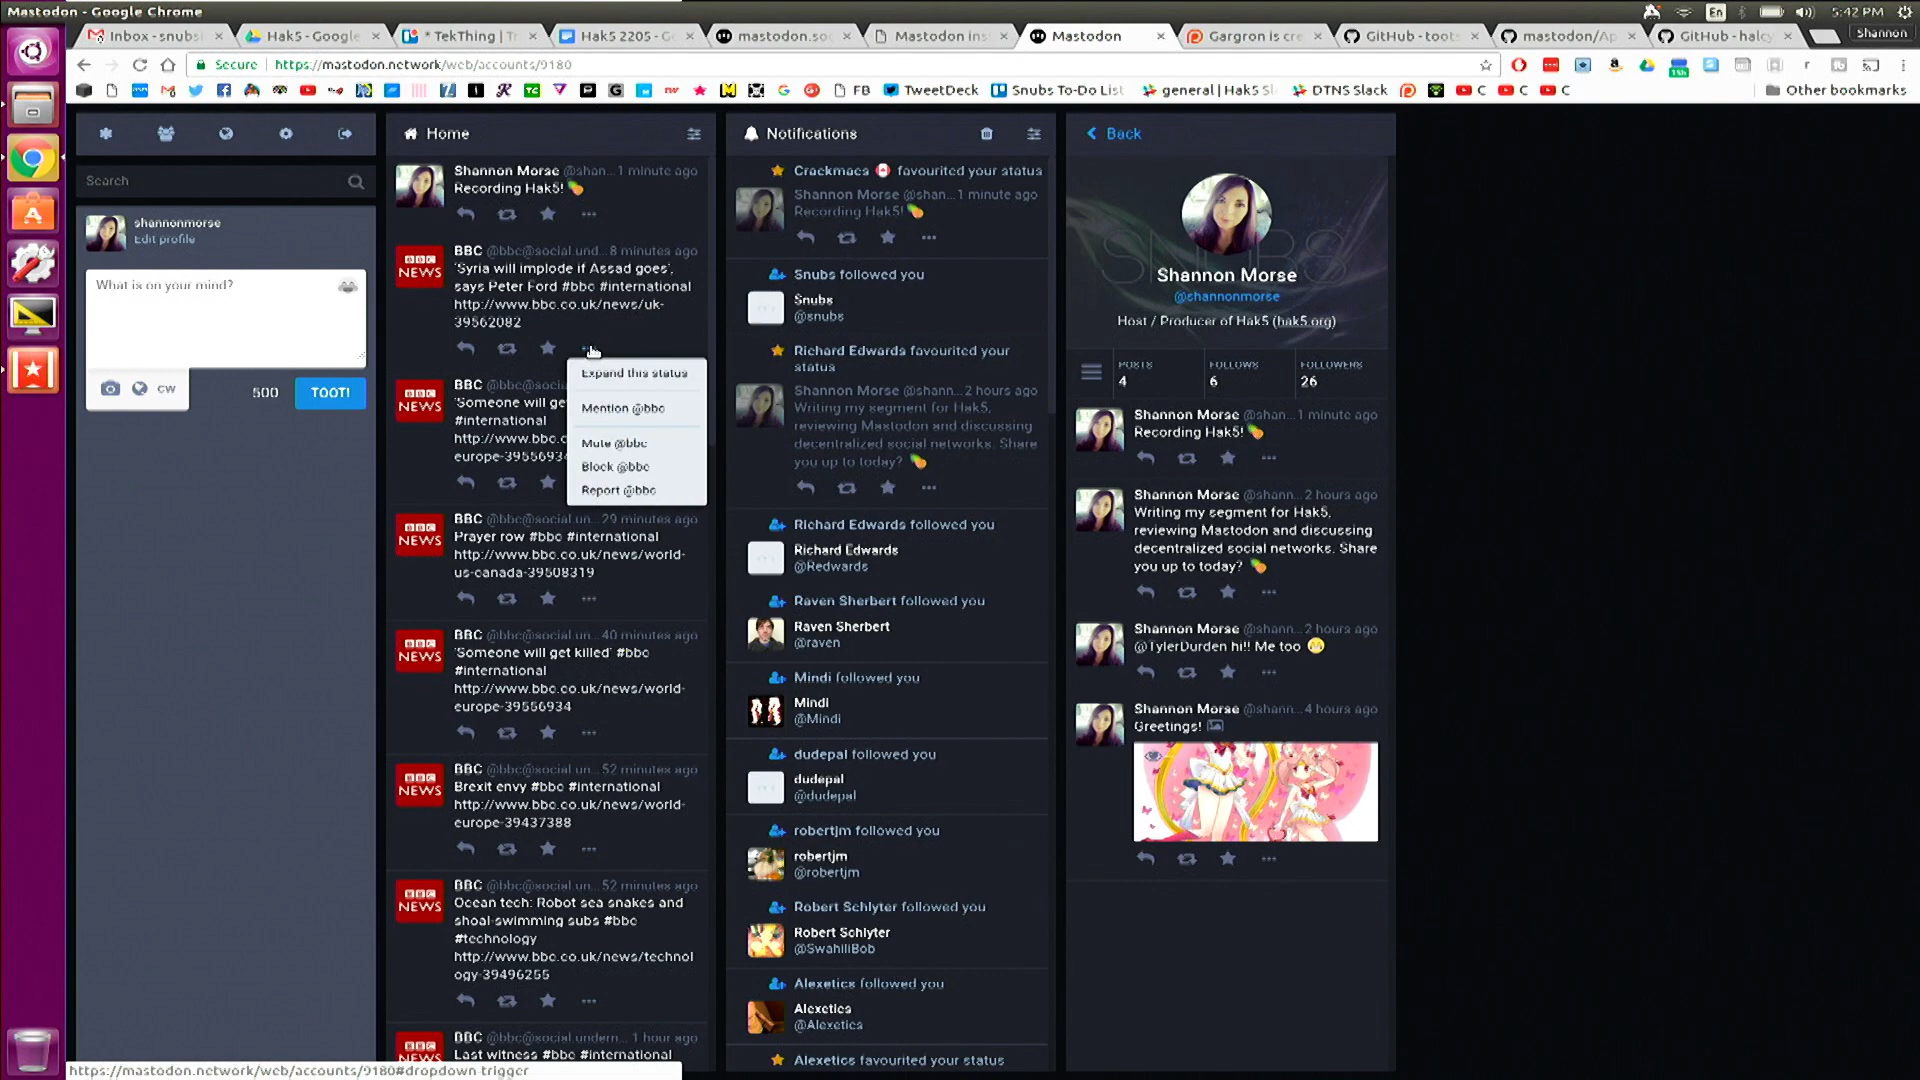 Mastodon - Google Chrome
En
5:42 PM
Inbox - snubs
Hak5 - Google
* TekThing | T
Hak5 2205 - G
mastodon.so
Mastodon ins
Mastodon
Gargron is cre
GitHub - toots
mastodon/Ap
GitHub - halc
Shannon
Secure
https://mastodon.network/web/accounts/9180
FB
TweetDeck
Snubs To-Do List
general | Hak5 Sl
DTNS Slack
C
C
C
Other bookmarks
Search
shannonmorse
Edit profile
What is on your mind?
CW
500
TOOT!
Home
Shannon Morse @shan... 1 minute ago
Recording Hak5!
BBC @bbc@social.und... 8 minutes ago
'Syria will implode if Assad goes',
says Peter Ford #bbc #international
http://www.bbc.co.uk/news/uk-
39562082
Expand this status
Mention @bbc
Mute @bbc
Block @bbc
Report @bbc
BBC @bbc@socia
'Someone will ge
#international
http://www.bbc.c
europe-39556934
BBC @bbc@social.un... 29 minutes ago
Prayer row #bbc #international
http://www.bbc.co.uk/news/world-
us-canada-39508319
BBC @bbc@social.un... 40 minutes ago
'Someone will get killed' #bbc
#international
http://www.bbc.co.uk/news/world-
europe-39556934
BBC @bbc@social.un... 52 minutes ago
Brexit envy #bbc #international
http://www.bbc.co.uk/news/world-
europe-39437388
BBC @bbc@social.un... 52 minutes ago
Ocean tech: Robot sea snakes and
shoal-swimming subs #bbc
#technology
http://www.bbc.co.uk/news/technol
ogy-39496255
BBC @bbc@social.undern... 1 hour ago
Last witness #bbc #international
Notifications
Crackmacs favourited your status
Shannon Morse @shan... 1 minute ago
Recording Hak5!
Snubs followed you
Snubs
@snubs
Richard Edwards favourited your
status
Shannon Morse @shann... 2 hours ago
Writing my segment for Hak5,
reviewing Mastodon and discussing
decentralized social networks. Share
you up to today?
Richard Edwards followed you
Richard Edwards
@Redwards
Raven Sherbert followed you
Raven Sherbert
@raven
Mindi followed you
Mindi
@Mindi
dudepal followed you
dudepal
@dudepal
robertjm followed you
robertjm
@robertjm
Robert Schlyter followed you
Robert Schlyter
@SwahiliBob
Alexetics followed you
Alexetics
@Alexetics
Alexetics favourited your status
Back
SNUBS
Shannon Morse
@shannonmorse
Host / Producer of Hak5 (hak5.org)
POSTS
4
FOLLOWS
6
FOLLOWERS
26
Shannon Morse @shan... 1 minute ago
Recording Hak5!
Shannon Morse @shann... 2 hours ago
Writing my segment for Hak5,
reviewing Mastodon and discussing
decentralized social networks. Share
you up to today?
Shannon Morse @shann... 2 hours ago
@TylerDurden hi!! Me too
Shannon Morse @shann... 4 hours ago
Greetings!
https://mastodon.network/web/accounts/9180#dropdown-trigger